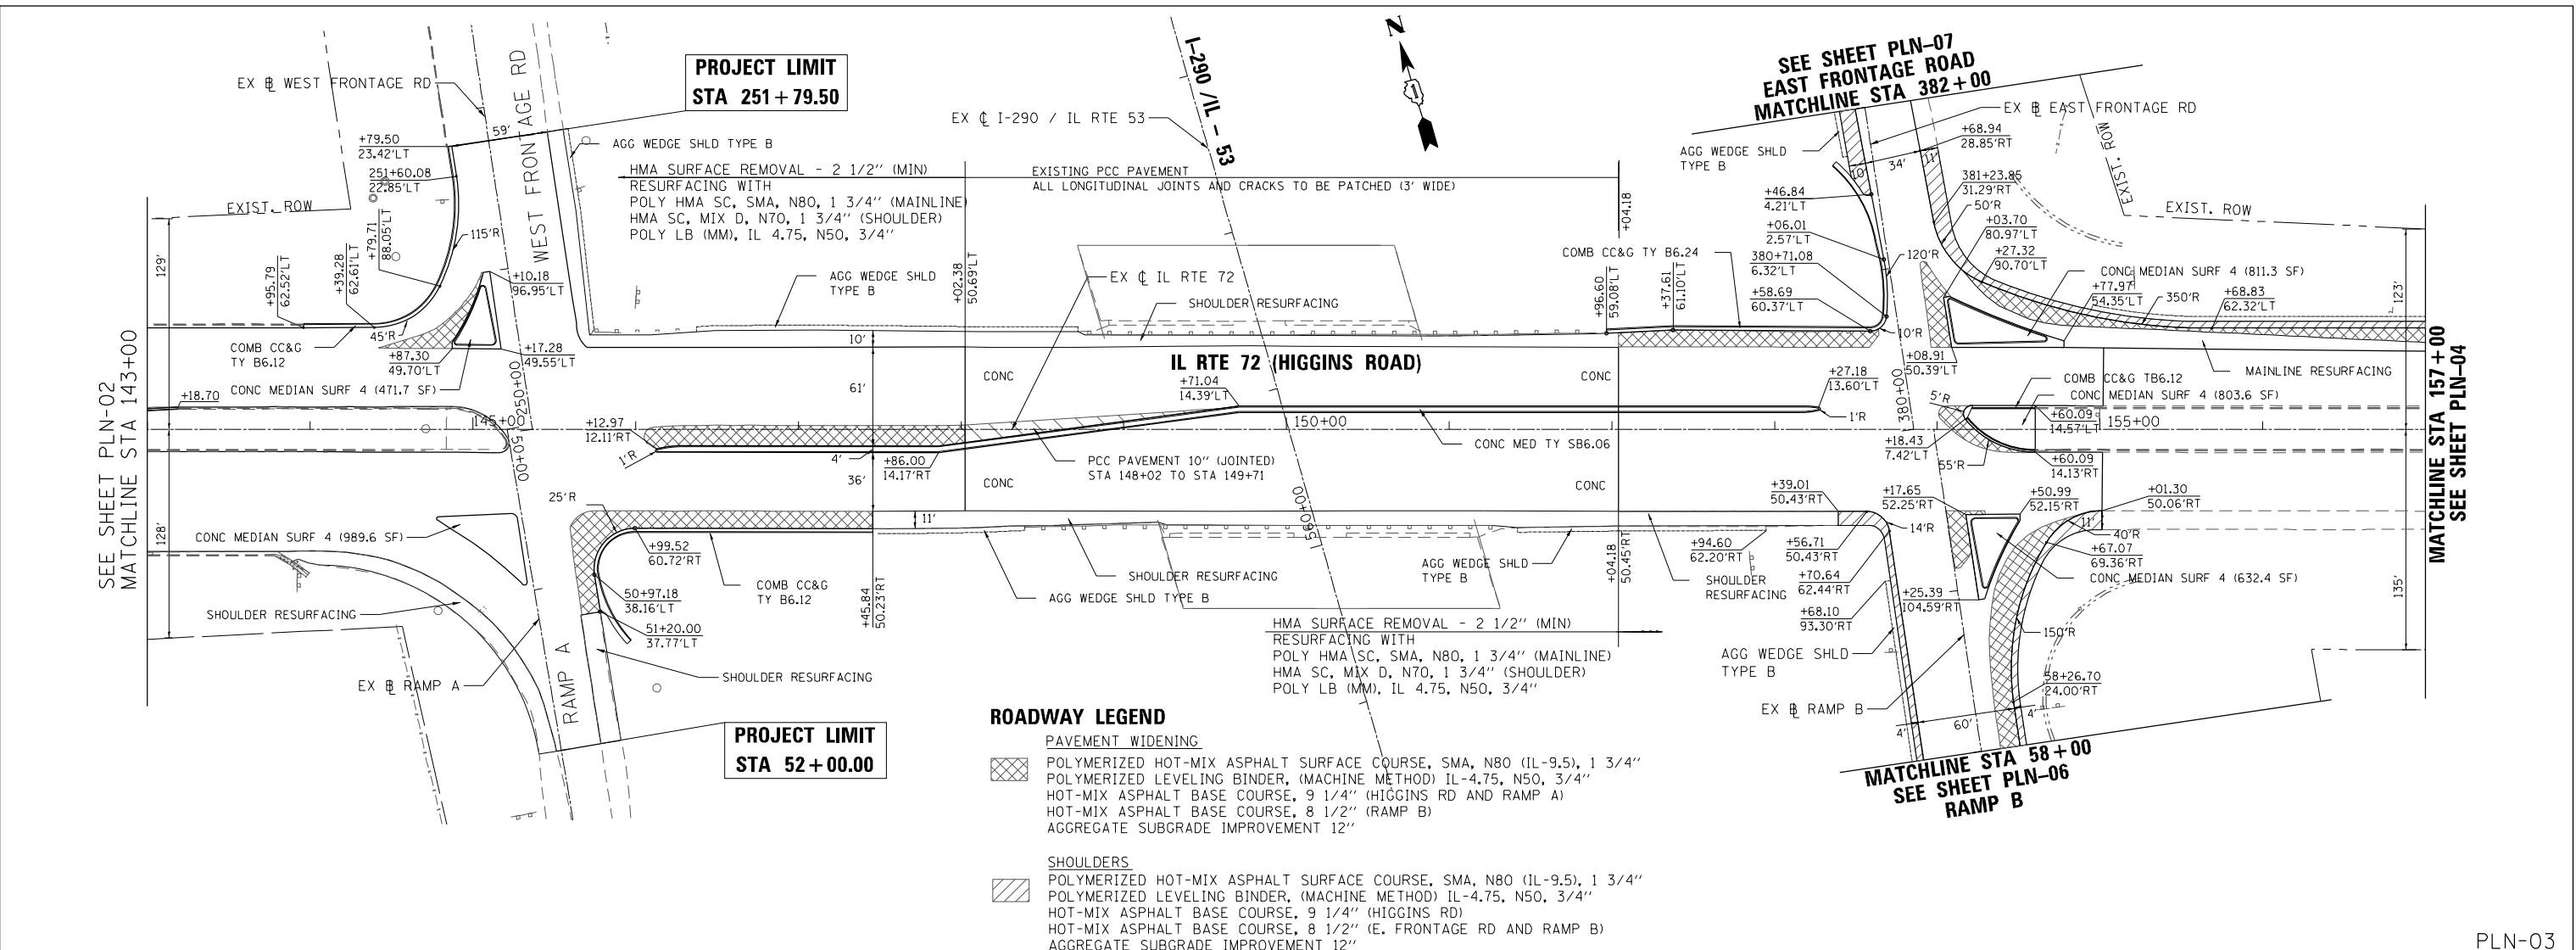 EX BL WEST FRONTAGE RD
WEST FRONTAGE RD
PROJECT LIMIT
STA 251+79.50
59'
+79.50
23.42'LT
251+60.08
22.85'LT
AGG WEDGE SHLD TYPE B
HMA SURFACE REMOVAL - 2 1/2" (MIN)
RESURFACING WITH
POLY HMA SC, SMA, N80, 1 3/4" (MAINLINE)
HMA SC, MIX D, N70, 1 3/4" (SHOULDER)
POLY LB (MM), IL 4.75, N50, 3/4"
EX CL I-290 / IL RTE 53
I-290 /IL - 53
N
1
EXISTING PCC PAVEMENT
ALL LONGITUDINAL JOINTS AND CRACKS TO BE PATCHED (3' WIDE)
SEE SHEET PLN-07
EAST FRONTAGE ROAD
MATCHLINE STA 382+00
EX BL EAST FRONTAGE RD
AGG WEDGE SHLD
TYPE B
+68.94
28.85'RT
11'
34'
10'
381+23.85
31.29'RT
50'R
+46.84
4.21'LT
+03.70
80.97'LT
+06.01
2.57'LT
+27.32
90.70'LT
EXIST. ROW
EXIST. ROW
EXIST. ROW
129'
+95.79
62.52'LT
+39.28
62.61'LT
+79.71
88.05'LT
115'R
+10.18
96.95'LT
AGG WEDGE SHLD
TYPE B
+02.38
50.69'LT
EX CL IL RTE 72
SHOULDER RESURFACING
COMB CC&G TY B6.24
+04.18
+96.60
59.08'LT
+37.61
61.10'LT
380+71.08
6.32'LT
+58.69
60.37'LT
120'R
10'R
CONC MEDIAN SURF 4 (811.3 SF)
+77.97
54.35'LT
350'R
+68.83
62.32'LT
123'
COMB CC&G
TY B6.12
45'R
+87.30
49.70'LT
+17.28
49.55'LT
CONC MEDIAN SURF 4 (471.7 SF)
+18.70
SEE SHEET PLN-02
MATCHLINE STA 143+00
145+00
250+00
50+00
10'
61'
CONC
IL RTE 72 (HIGGINS ROAD)
CONC
+71.04
14.39'LT
+27.18
13.60'LT
1'R
+08.91
50.39'LT
380+00
5'R
MAINLINE RESURFACING
COMB CC&G TB6.12
CONC MEDIAN SURF 4 (803.6 SF)
+60.09
14.57'LT
155+00
MATCHLINE STA 157+00
SEE SHEET PLN-04
+12.97
12.11'RT
1'R
4'
+86.00
14.17'RT
36'
150+00
CONC MED TY SB6.06
PCC PAVEMENT 10" (JOINTED)
STA 148+02 TO STA 149+71
CONC
CONC
+18.43
7.42'LT
55'R
+60.09
14.13'RT
25'R
11'
1560+00
+39.01
50.43'RT
+17.65
52.25'RT
+50.99
52.15'RT
+01.30
50.06'RT
128'
CONC MEDIAN SURF 4 (989.6 SF)
+99.52
60.72'RT
50+97.18
38.16'LT
51+20.00
37.77'LT
COMB CC&G
TY B6.12
+45.84
50.23'RT
SHOULDER RESURFACING
AGG WEDGE SHLD TYPE B
AGG WEDGE SHLD
TYPE B
+04.18
50.45'RT
SHOULDER
RESURFACING
+94.60
62.20'RT
+56.71
50.43'RT
14'R
+70.64
62.44'RT
+68.10
93.30'RT
+25.39
104.59'RT
11'
40'R
+67.07
69.36'RT
CONC MEDIAN SURF 4 (632.4 SF)
135'
150'R
SHOULDER RESURFACING
EX BL RAMP A
RAMP A
SHOULDER RESURFACING
PROJECT LIMIT
STA 52+00.00
HMA SURFACE REMOVAL - 2 1/2" (MIN)
RESURFACING WITH
POLY HMA SC, SMA, N80, 1 3/4" (MAINLINE)
HMA SC, MIX D, N70, 1 3/4" (SHOULDER)
POLY LB (MM), IL 4.75, N50, 3/4"
AGG WEDGE SHLD
TYPE B
EX BL RAMP B
58+26.70
24.00'RT
4'
60'
4'
MATCHLINE STA 58+00
SEE SHEET PLN-06
RAMP B
ROADWAY LEGEND
PAVEMENT WIDENING
POLYMERIZED HOT-MIX ASPHALT SURFACE COURSE, SMA, N80 (IL-9.5), 1 3/4"
POLYMERIZED LEVELING BINDER, (MACHINE METHOD) IL-4.75, N50, 3/4"
HOT-MIX ASPHALT BASE COURSE, 9 1/4" (HIGGINS RD AND RAMP A)
HOT-MIX ASPHALT BASE COURSE, 8 1/2" (RAMP B)
AGGREGATE SUBGRADE IMPROVEMENT 12"
SHOULDERS
POLYMERIZED HOT-MIX ASPHALT SURFACE COURSE, SMA, N80 (IL-9.5), 1 3/4"
POLYMERIZED LEVELING BINDER, (MACHINE METHOD) IL-4.75, N50, 3/4"
HOT-MIX ASPHALT BASE COURSE, 9 1/4" (HIGGINS RD)
HOT-MIX ASPHALT BASE COURSE, 8 1/2" (E. FRONTAGE RD AND RAMP B)
AGGREGATE SUBGRADE IMPROVEMENT 12"
PLN-03